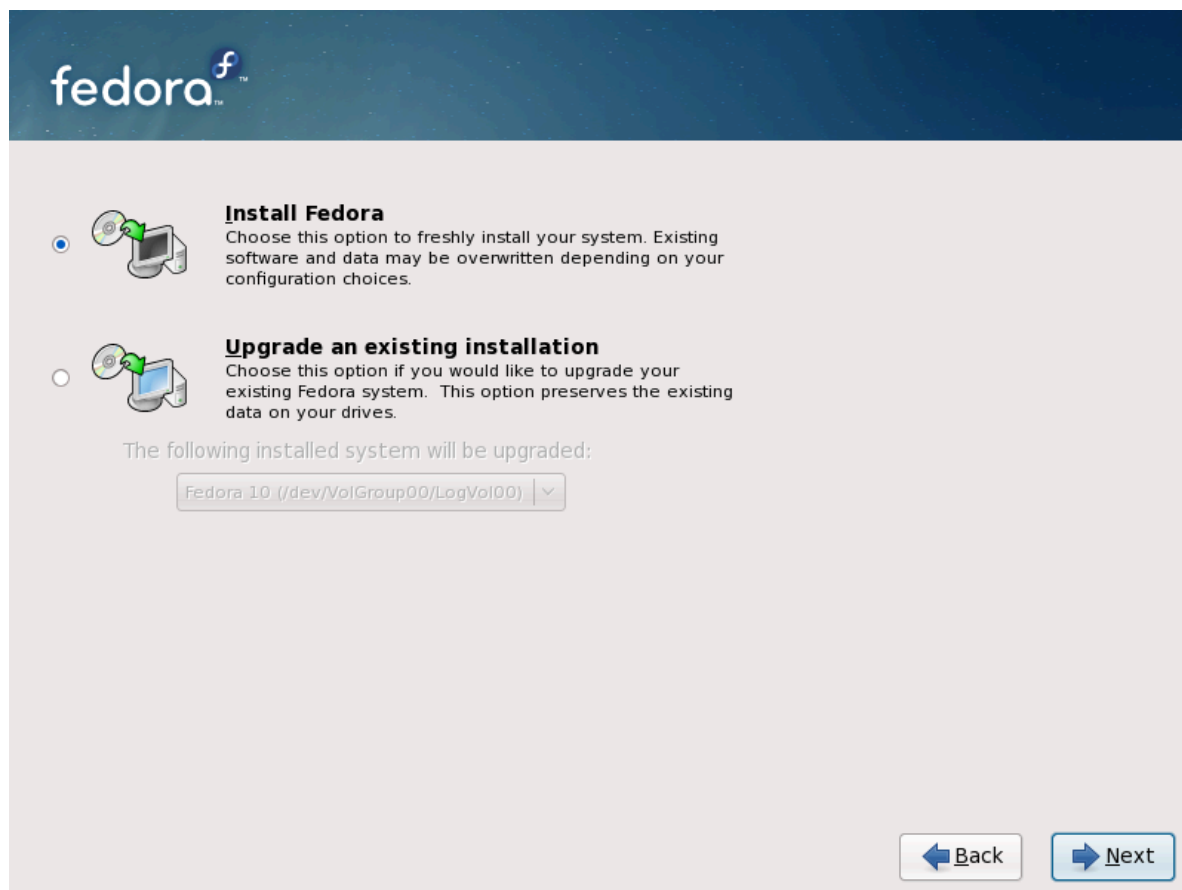 fedora
Install Fedora
Choose this option to freshly install your system. Existing
software and data may be overwritten depending on your
configuration choices.
Upgrade an existing installation
Choose this option if you would like to upgrade your
existing Fedora system. This option preserves the existing
data on your drives.
The following installed system will be upgraded:
Fedora 10 (/dev/VolGroup00/LogVol00)
Back
Next